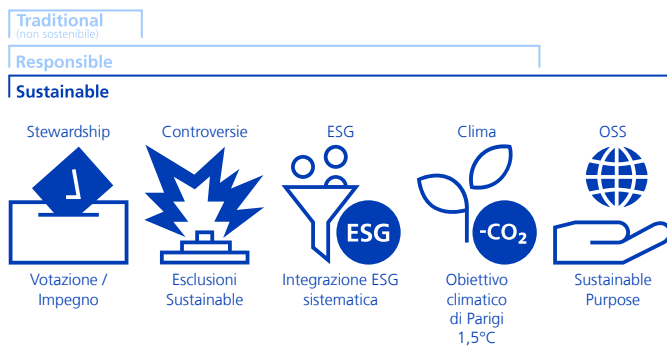 Traditional
(non sostenibile)
Responsible
Sustainable
Stewardship
Controversie
ESG
Clima
OSS
ESG
-CO₂
Votazione /
Impegno
Esclusioni
Sustainable
Integrazione ESG
sistematica
Obiettivo
climatico
di Parigi
1,5°C
Sustainable
Purpose